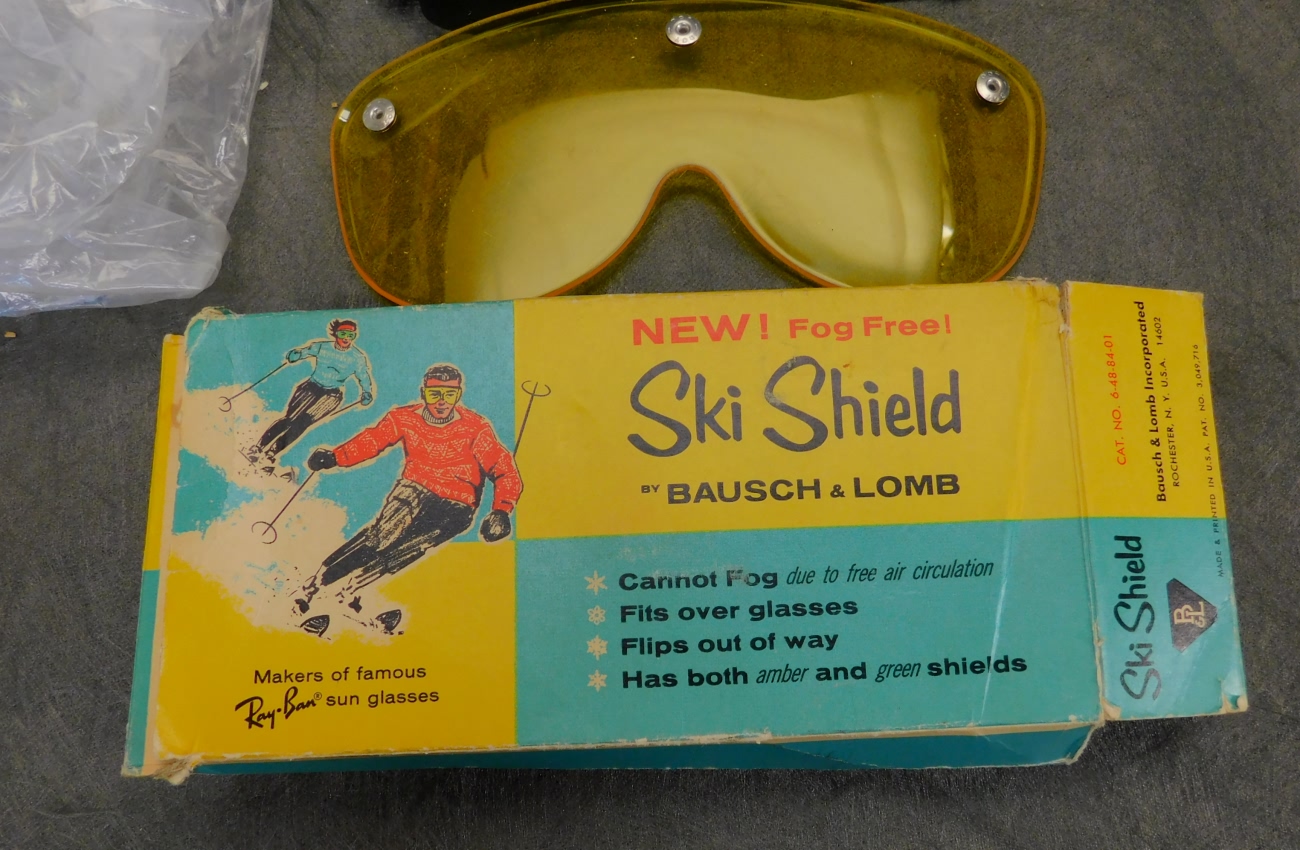 NEW! Fog Free!
Ski Shield
BY BAUSCH & LOMB
Cannot Fog due to free air circulation
Fits over glasses
Flips out of way
Has both amber and green shields
Makers of famous
Ray-Ban® sun glasses
CAT. NO. 6-48-84-01
Bausch & Lomb Incorporated
ROCHESTER, N. Y. U.S.A. 14602
MADE & PRINTED IN U.S.A. PAT. NO. 3,049,716
Ski Shield
B&L